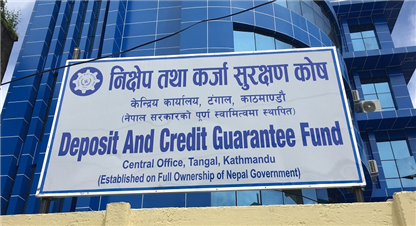 निक्षेप तथा कर्जा सुरक्षण कोष
केन्द्रिय कार्यालय, टंगाल, काठमाण्डौ
(नेपाल सरकारको पूर्ण स्वामित्वमा स्थापित)
Deposit And Credit Guarantee Fund
Central Office, Tangal, Kathmandu
(Established on Full Ownership of Nepal Government)